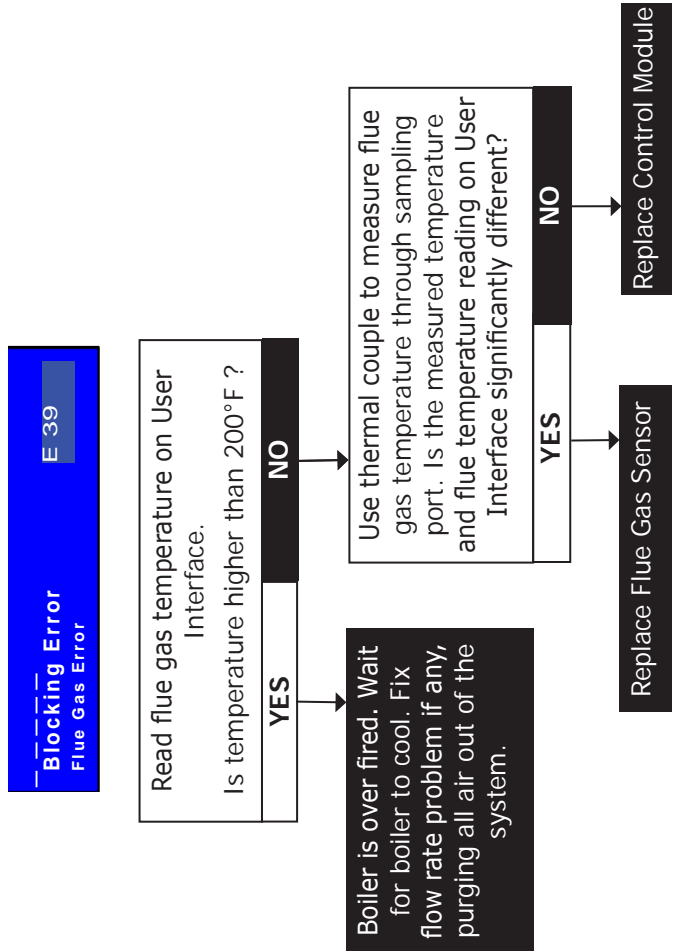 _ _ _ _ _
Blocking Error
E 39
Flue Gas Error
Read flue gas temperature on User
Interface.
Is temperature higher than 200°F ?
YES
NO
Boiler is over fired. Wait
for boiler to cool. Fix
flow rate problem if any,
purging all air out of the
system.
Use thermal couple to measure flue
gas temperature through sampling
port. Is the measured temperature
and flue temperature reading on User
Interface significantly different?
YES
NO
Replace Flue Gas Sensor
Replace Control Module